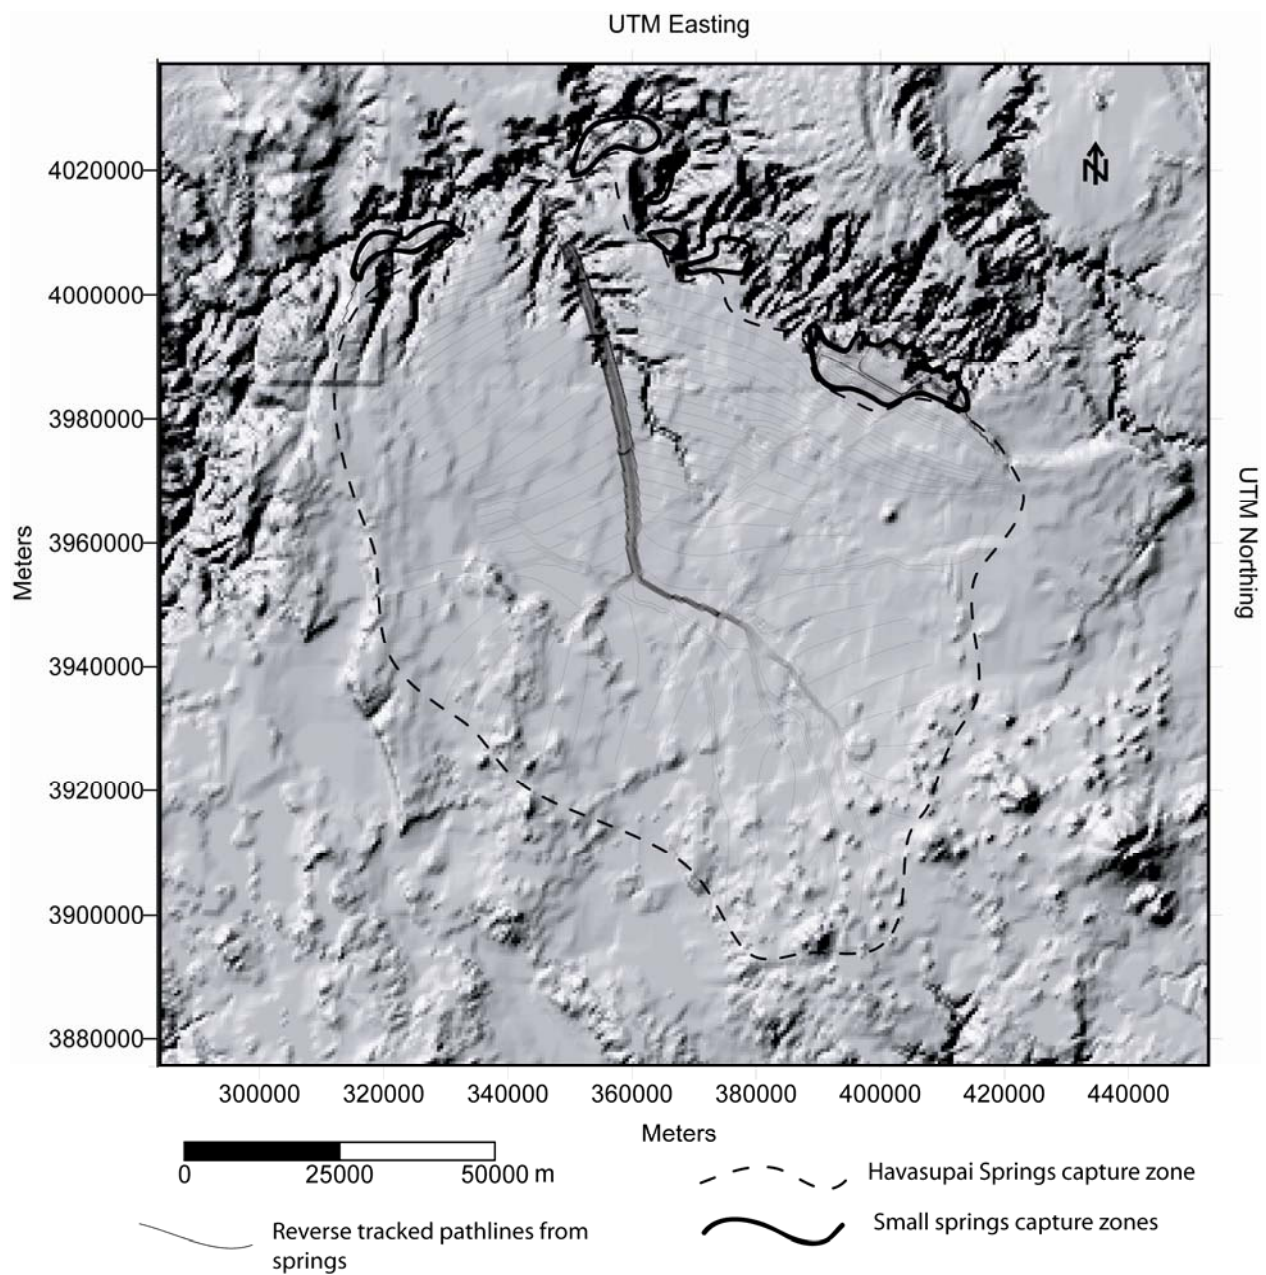 UTM Easting
N
4020000
4000000
3980000
3960000
3940000
3920000
3900000
3880000
Meters
UTM Northing
300000 320000 340000 360000 380000 400000 420000 440000
Meters
0 25000 50000 m
Havasupai Springs capture zone
Reverse tracked pathlines from
springs
Small springs capture zones